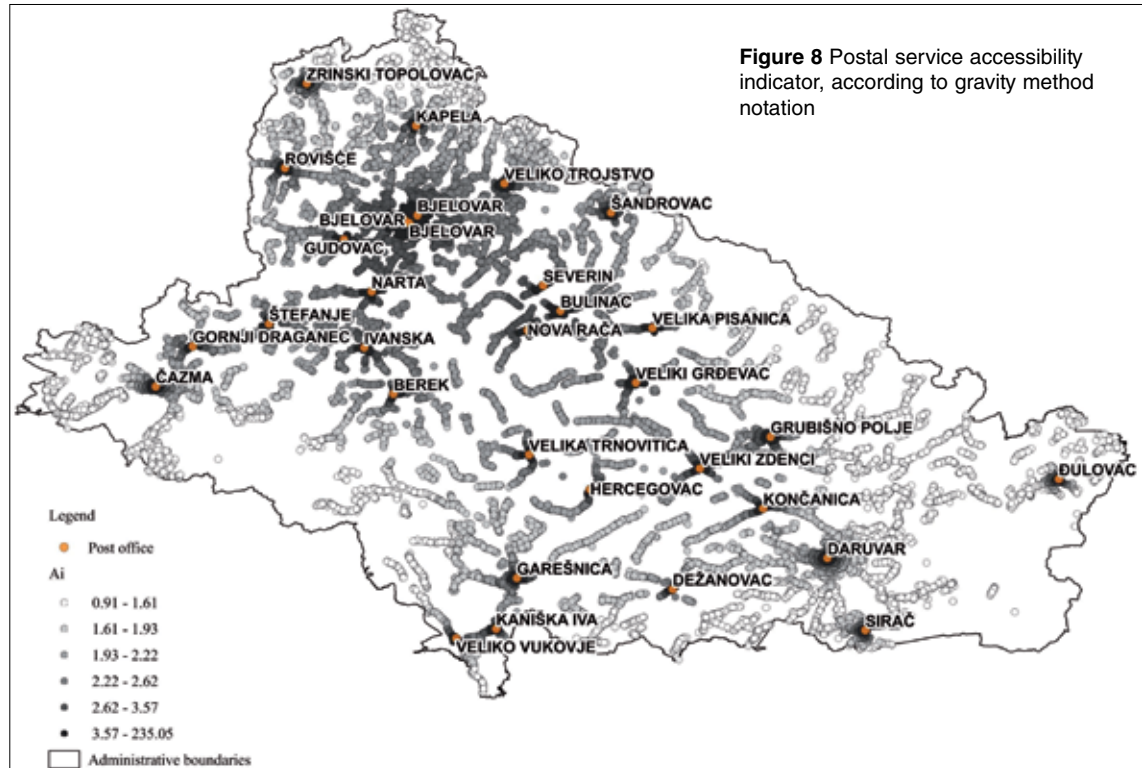 Figure 8 Postal service accessibility
indicator, according to gravity method
notation
ZRINSKI TOPOLOVAC
KAPELA
ROVIŠĆE
VELIKO TROJSTVO
ŠANDROVAC
BJELOVAR
BJELOVAR
BJELOVAR
GUDOVAC
SEVERIN
NARTA
BULINAC
ŠTEFANJE
NOVA RAČA
VELIKA PISANICA
GORNJI DRAGANEC
IVANSKA
ČAZMA
BEREK
VELIKI GRĐEVAC
GRUBIŠNO POLJE
VELIKA TRNOVITICA
VELIKI ZDENCI
ĐULOVAC
HERCEGOVAC
KONČANICA
DARUVAR
GAREŠNICA
DEŽANOVAC
KANIŠKA IVA
SIRAČ
VELIKO VUKOVJE
Legend
Post office
Ai
0.91 - 1.61
1.61 - 1.93
1.93 - 2.22
2.22 - 2.62
2.62 - 3.57
3.57 - 235.05
Administrative boundaries